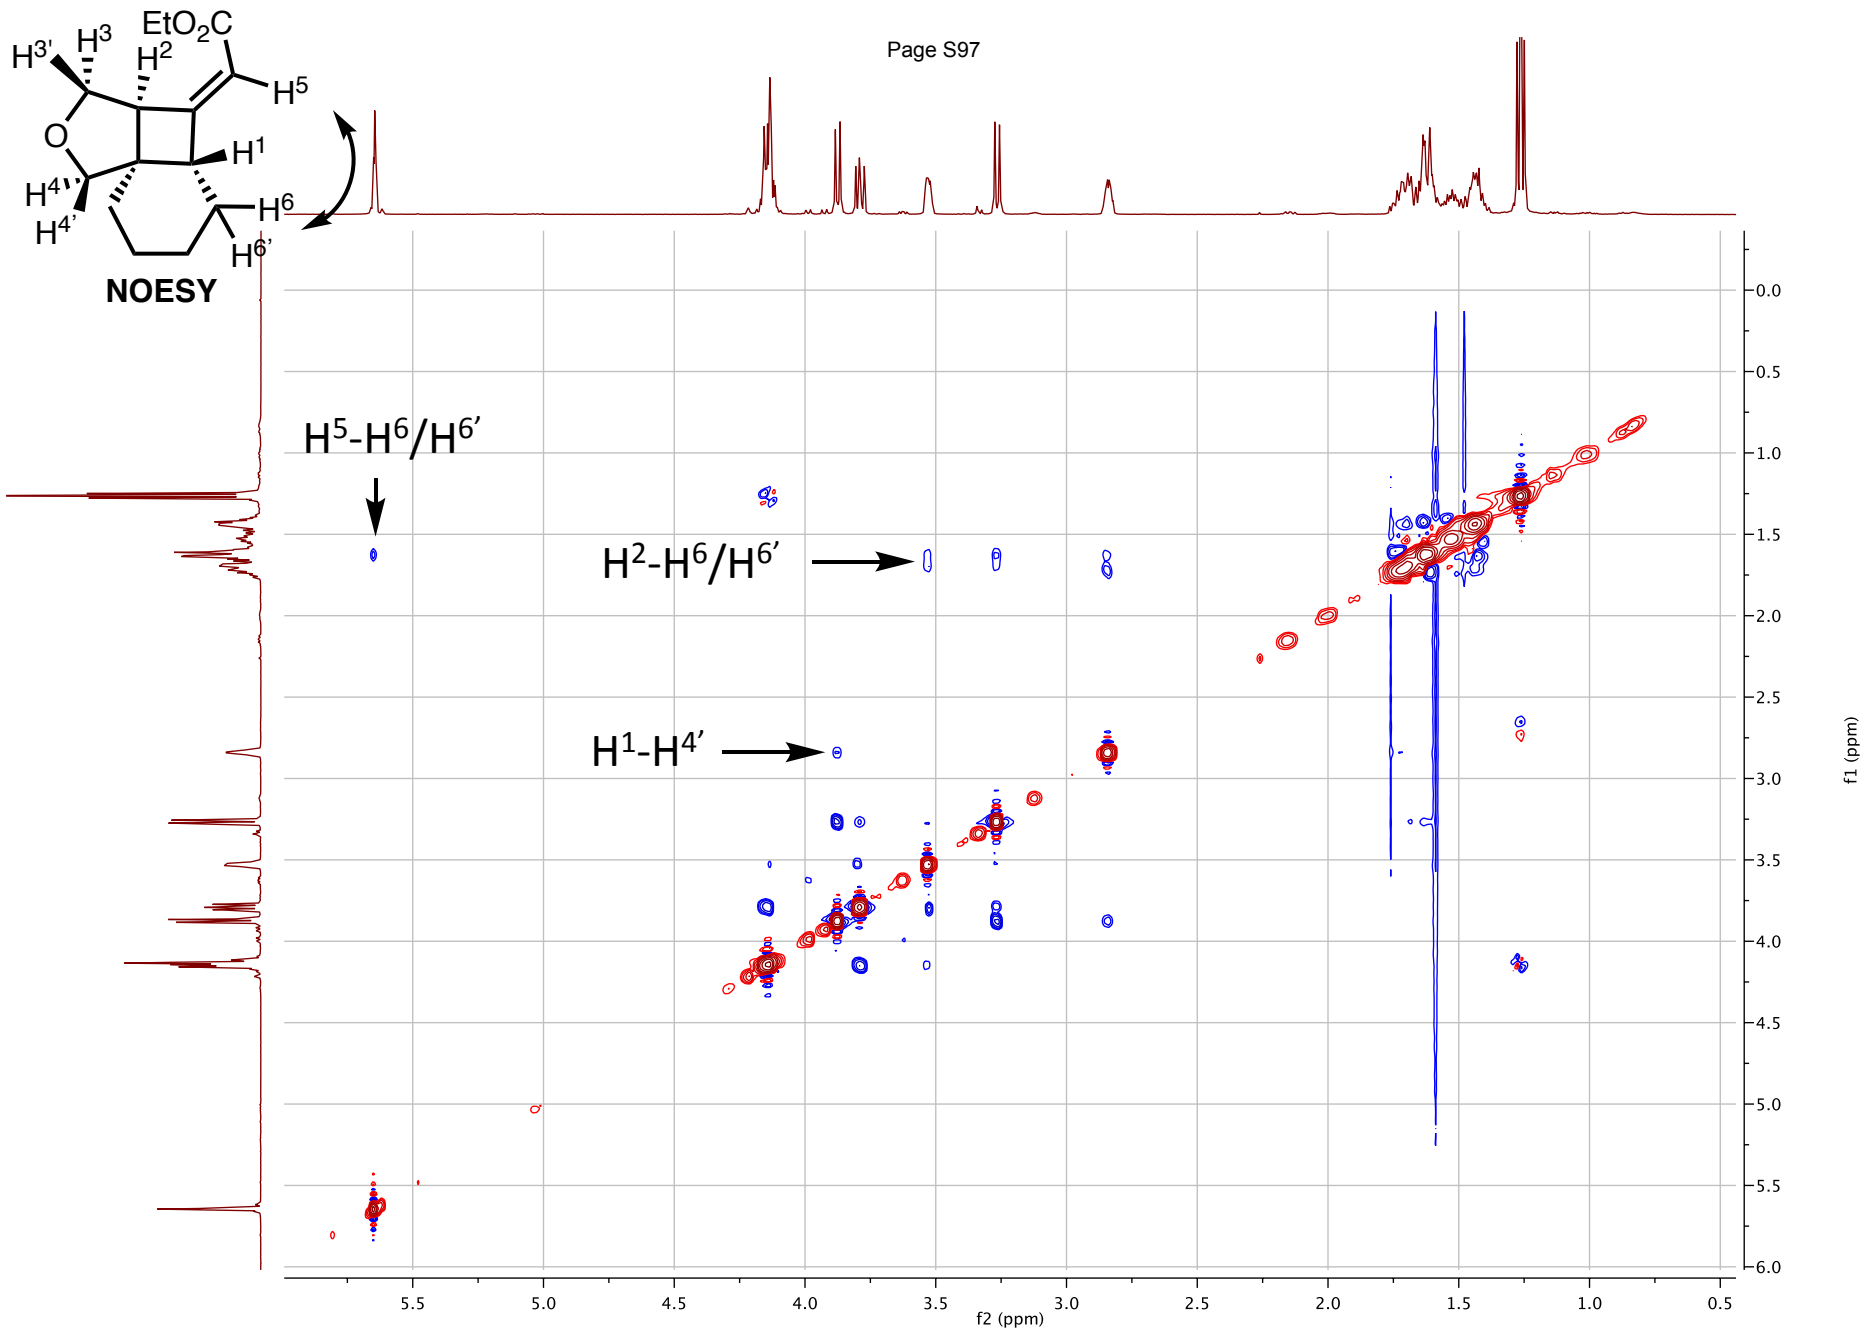 Page S97
EtO₂C
H³'
H³
H²
H⁵
O
H¹
H⁴
H⁴'
H⁶
H⁶'
NOESY
H⁵-H⁶/H⁶'
H²-H⁶/H⁶'
H¹-H⁴'
0.0
0.5
1.0
1.5
2.0
2.5
3.0
3.5
4.0
4.5
5.0
5.5
6.0
f1 (ppm)
5.5 5.0 4.5 4.0 3.5 3.0 2.5 2.0 1.5 1.0 0.5
f2 (ppm)